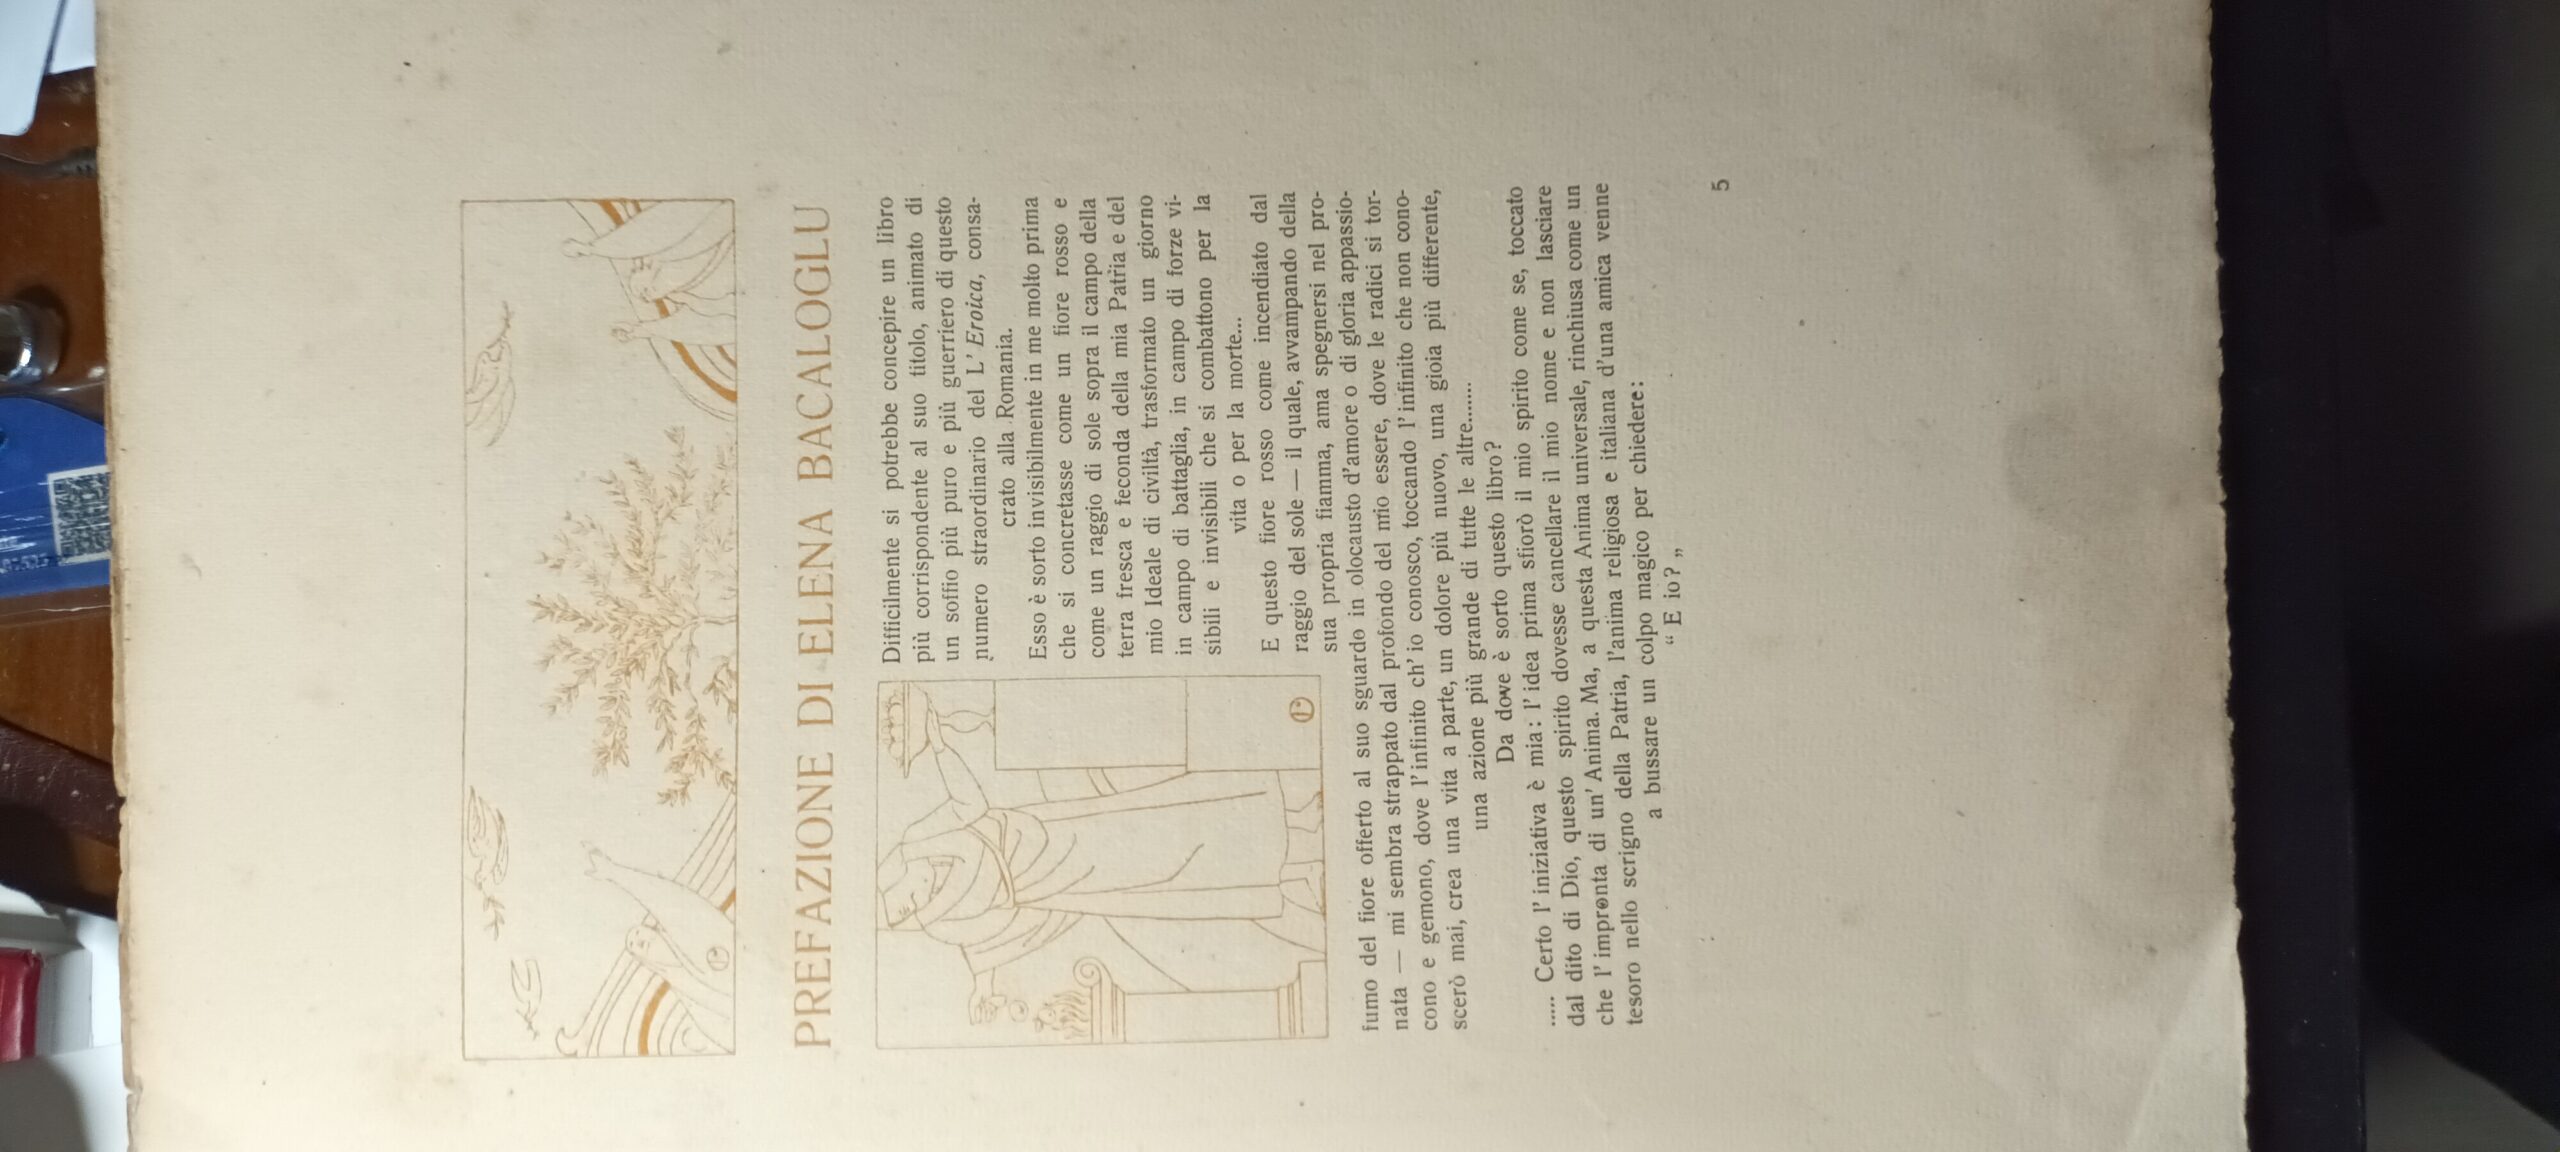 PREFAZIONE DI ELENA BACALOGLU
Difficilmente si potrebbe concepire un libro
più corrispondente al suo titolo, animato di
un soffio più puro e più guerriero di questo
numero straordinario del L' Eroica, consa-
crato alla Romania.
Esso è sorto invisibilmente in me molto prima
che si concretasse come un fiore rosso e
come un raggio di sole sopra il campo della
terra fresca e feconda della mia Patria e del
mio Ideale di civiltà, trasformato un giorno
in campo di battaglia, in campo di forze vi-
sibili e invisibili che si combattono per la
vita o per la morte...
E questo fiore rosso come incendiato dal
raggio del sole — il quale, avvampando della
sua propria fiamma, ama spegnersi nel pro-
fumo del fiore offerto al suo sguardo in olocausto d'amore o di gloria appassio-
nata — mi sembra strappato dal profondo del mio essere, dove le radici si tor-
cono e gemono, dove l'infinito ch' io conosco, toccando l'infinito che non cono-
scerò mai, crea una vita a parte, un dolore più nuovo, una gioia più differente,
una azione più grande di tutte le altre.......
Da dove è sorto questo libro?
..... Certo l' iniziativa è mia: l' idea prima sfiorò il mio spirito come se, toccato
dal dito di Dio, questo spirito dovesse cancellare il mio nome e non lasciare
che l' impronta di un' Anima. Ma, a questa Anima universale, rinchiusa come un
tesoro nello scrigno della Patria, l'anima religiosa e italiana d'una amica venne
a bussare un colpo magico per chiedere:
“ E io? „
5